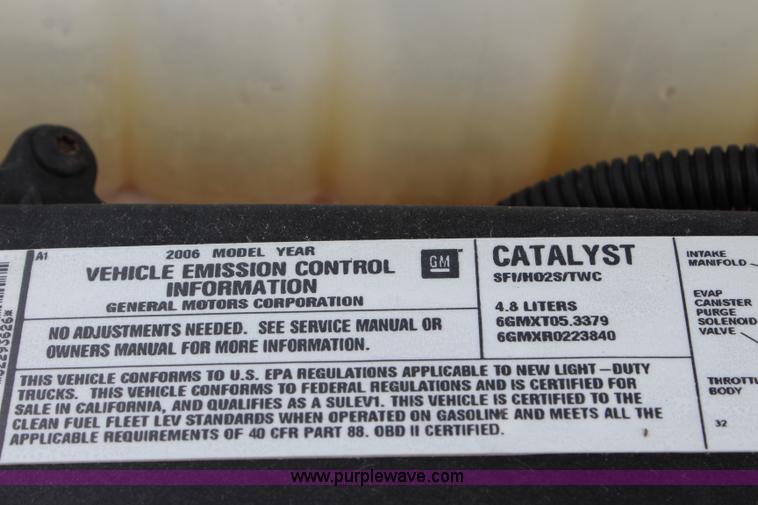 A1
2006 MODEL YEAR
VEHICLE EMISSION CONTROL
INFORMATION
GENERAL MOTORS CORPORATION
GM
NO ADJUSTMENTS NEEDED. SEE SERVICE MANUAL OR
OWNERS MANUAL FOR MORE INFORMATION.
CATALYST
SFI/HO2S/TWC
4.8 LITERS
6GMXT05.3379
6GMXR0223840
THIS VEHICLE CONFORMS TO U.S. EPA REGULATIONS APPLICABLE TO NEW LIGHT-DUTY
TRUCKS. THIS VEHICLE CONFORMS TO FEDERAL REGULATIONS AND IS CERTIFIED FOR
SALE IN CALIFORNIA, AND QUALIFIES AS A SULEV1. THIS VEHICLE IS CERTIFIED TO THE
CLEAN FUEL FLEET LEV STANDARDS WHEN OPERATED ON GASOLINE AND MEETS ALL THE
APPLICABLE REQUIREMENTS OF 40 CFR PART 88. OBD II CERTIFIED.
INTAKE
MANIFOLD
EVAP
CANISTER
PURGE
SOLENOID
VALVE
THROTTL
BODY
32
www.purplewave.com